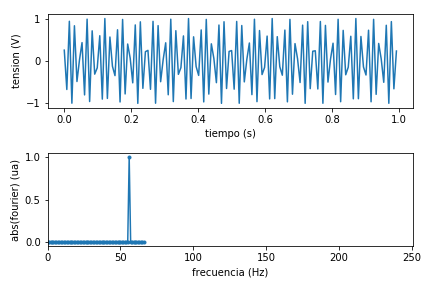 1
0
−1
tension (V)
0.0 0.2 0.4 0.6 0.8 1.0
tiempo (s)
1.0
0.5
0.0
abs(fourier) (ua)
0 50 100 150 200 250
frecuencia (Hz)